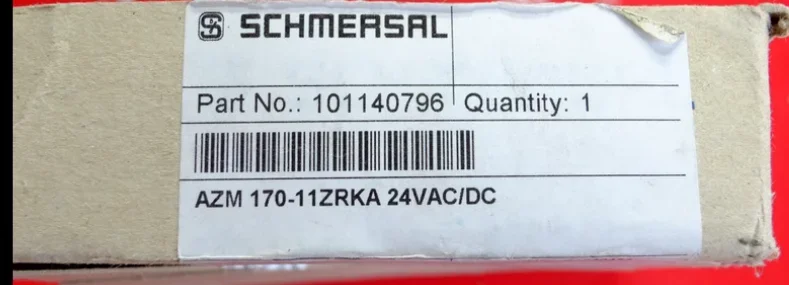 SCHMERSAL
Part No.: 101140796 Quantity: 1
AZM 170-11ZRKA 24VAC/DC